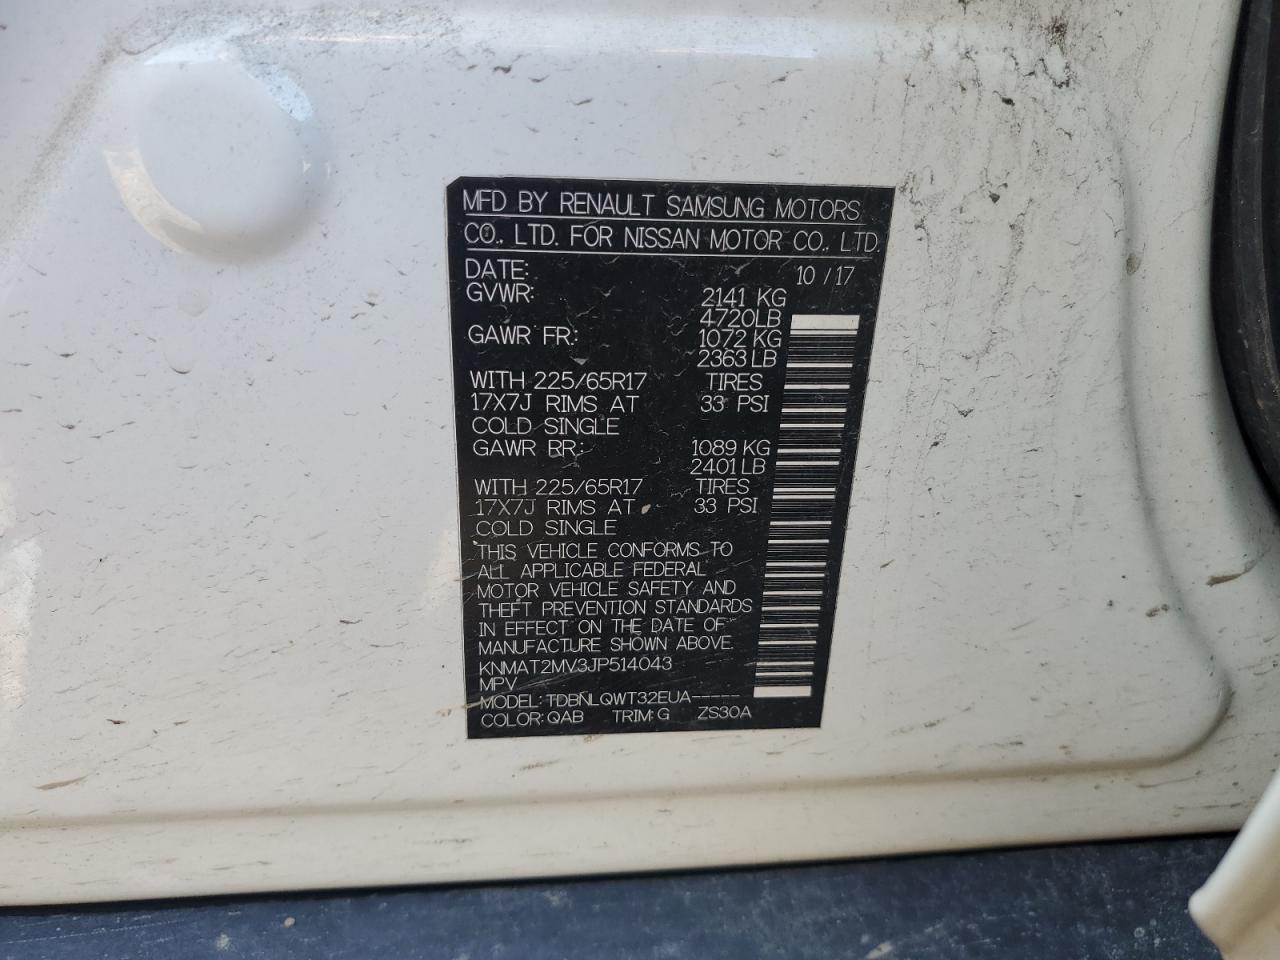 MFD BY RENAULT SAMSUNG MOTORS
CO., LTD. FOR NISSAN MOTOR CO., LTD.
DATE: 10 / 17
GVWR: 2141 KG
4720LB
GAWR FR: 1072 KG
2363LB
WITH 225/65R17 TIRES
17X7J RIMS AT 33 PSI
COLD SINGLE
GAWR RR: 1089 KG
2401LB
WITH 225/65R17 TIRES
17X7J RIMS AT 33 PSI
COLD SINGLE
THIS VEHICLE CONFORMS TO
ALL APPLICABLE FEDERAL
MOTOR VEHICLE SAFETY AND
THEFT PREVENTION STANDARDS
IN EFFECT ON THE DATE OF
MANUFACTURE SHOWN ABOVE.
KNMAT2MV3JP514043
MPV
MODEL: TDBNLQWT32EUA-----
COLOR: QAB TRIM: G ZS30A